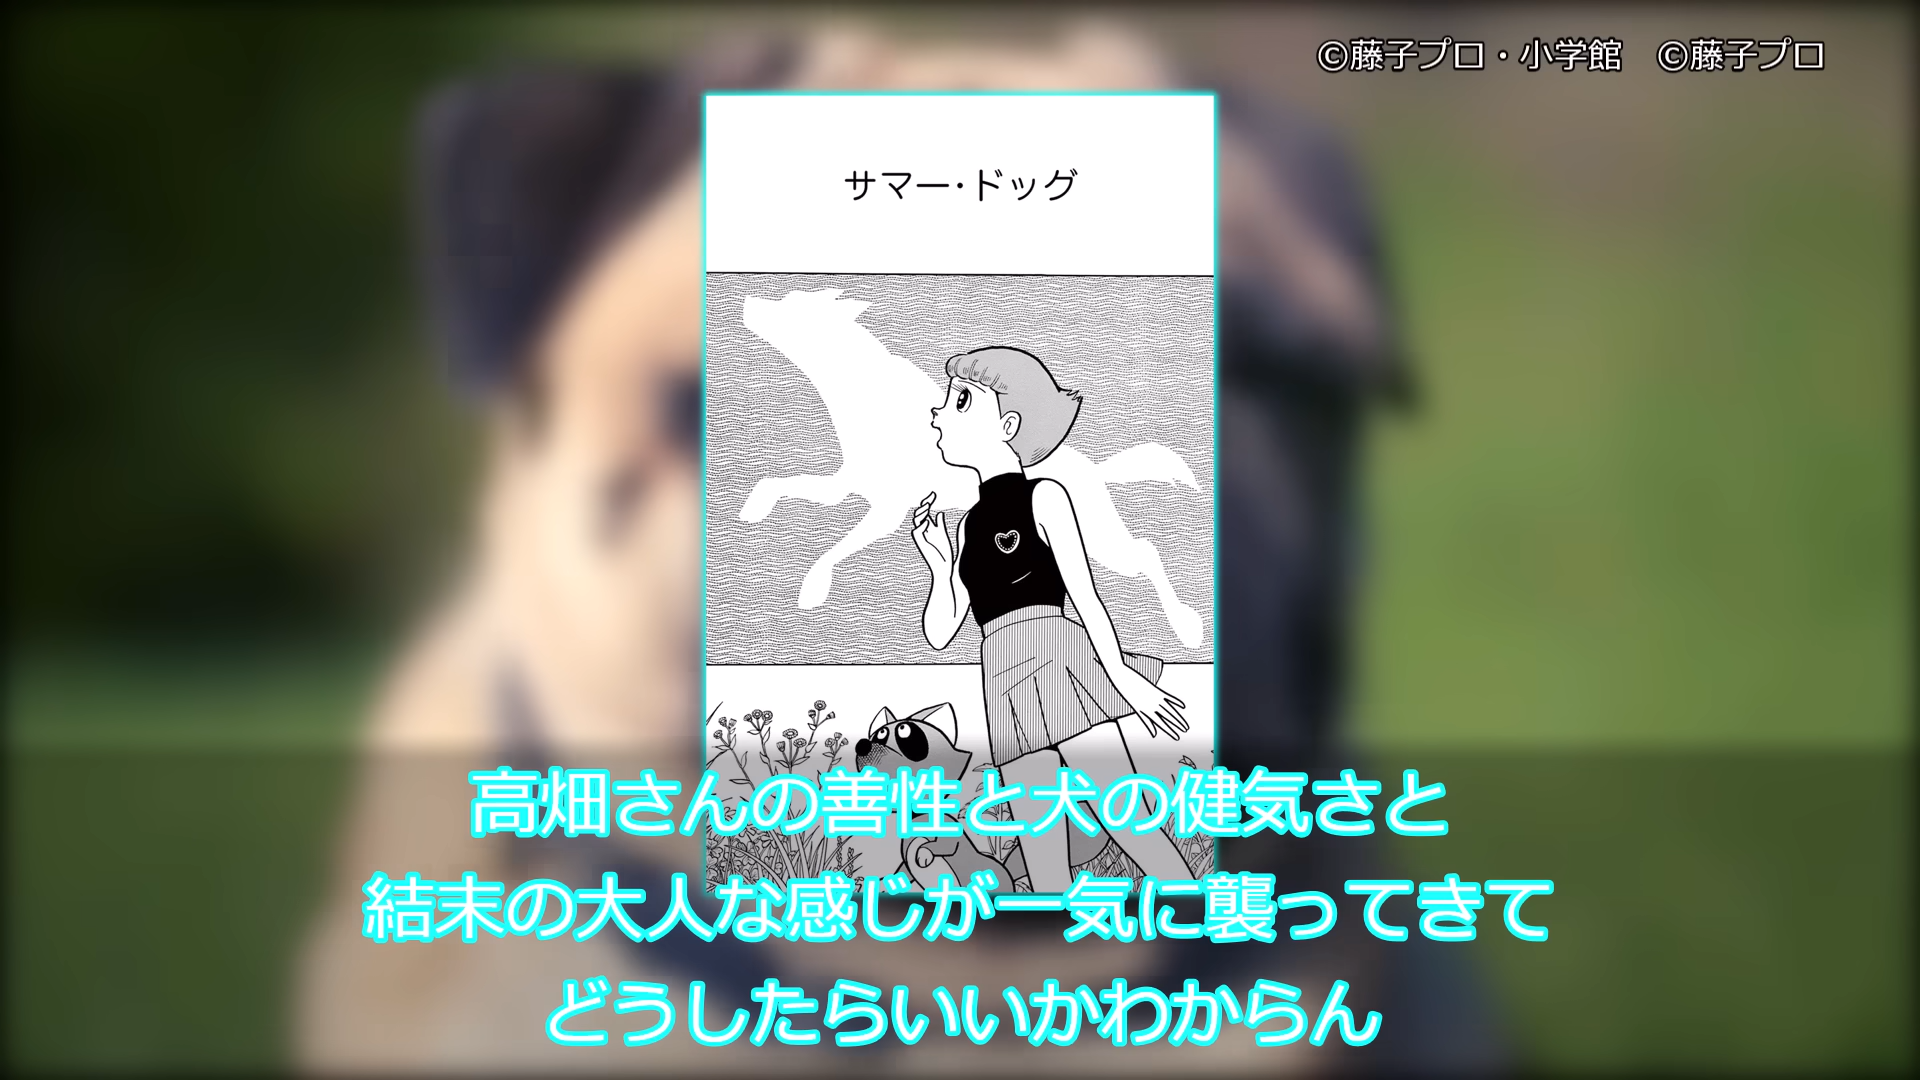 ©藤子プロ・小学館　©藤子プロ
サマー・ドッグ
高畑さんの善性と犬の健気さと
結末の大人な感じが一気に襲ってきて
どうしたらいいかわからん